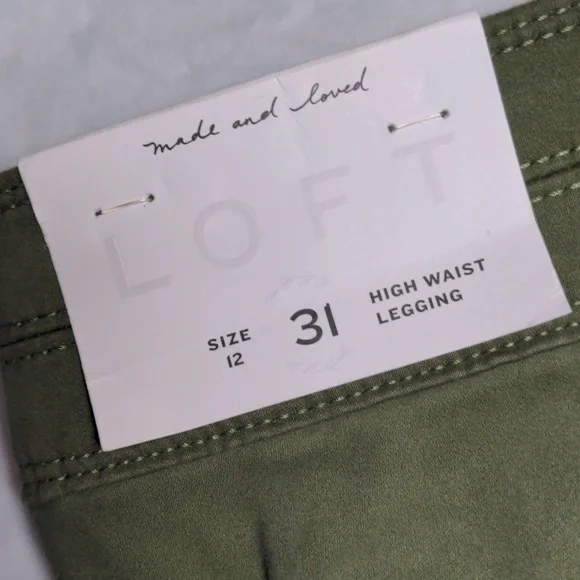 made and loved
LOFT
SIZE
12
31
HIGH WAIST
LEGGING